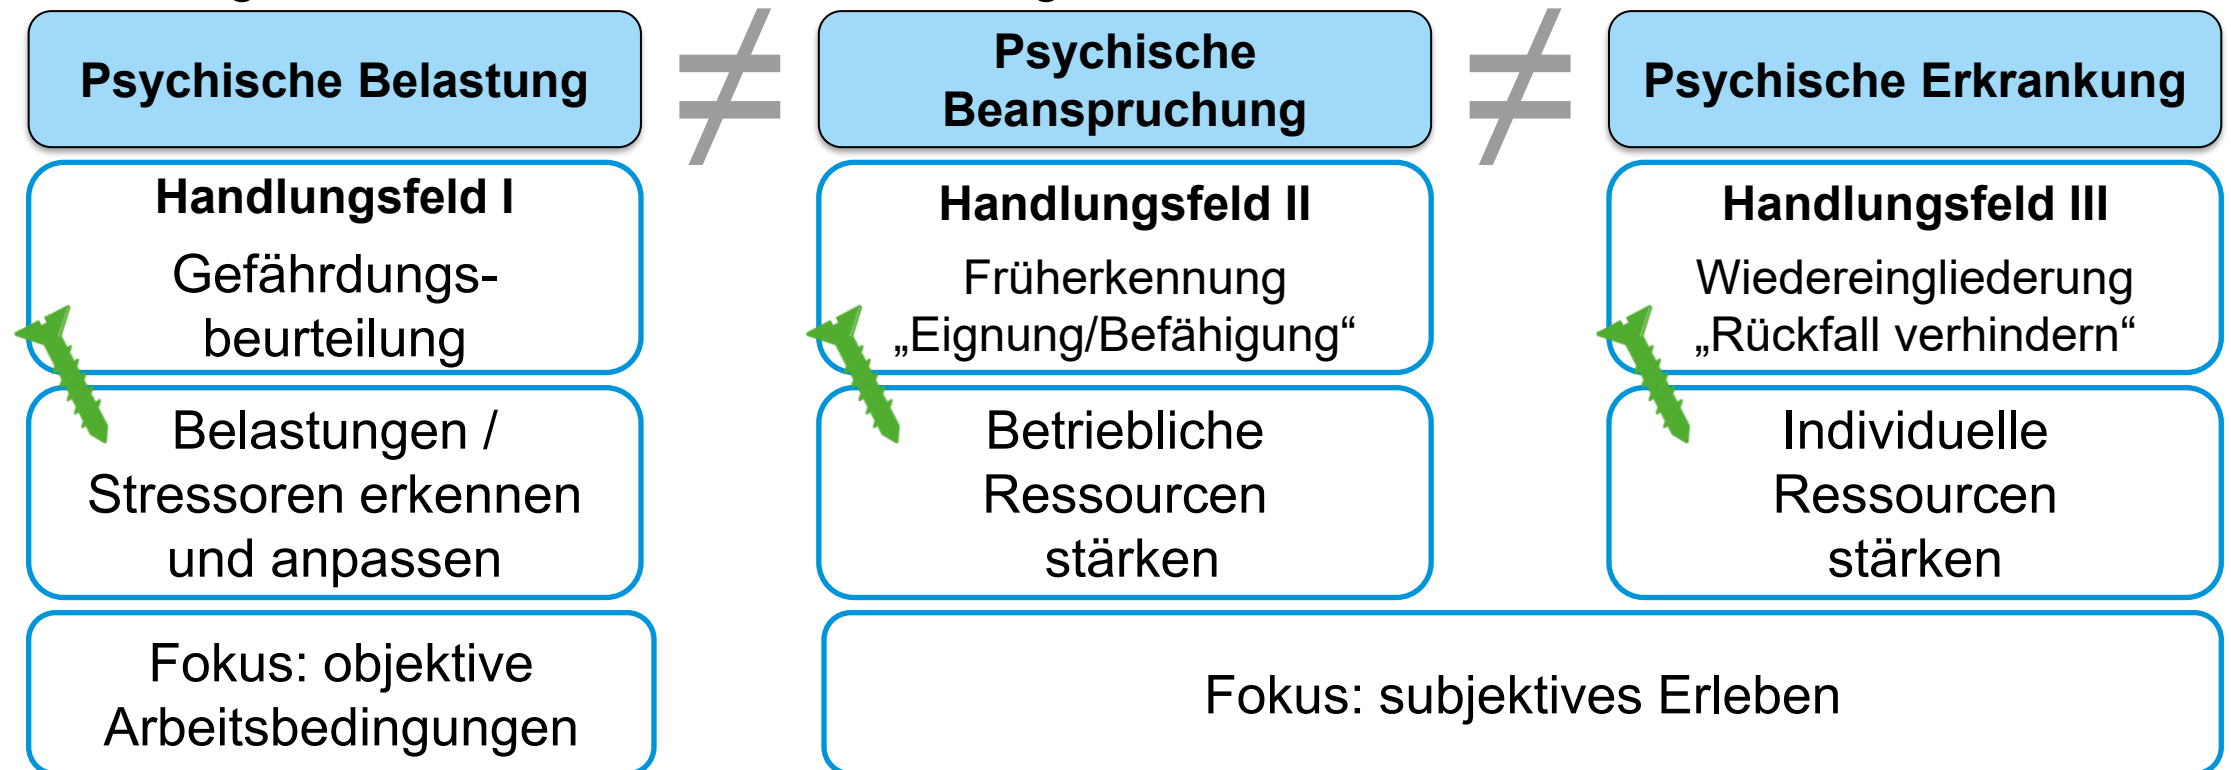 Psychische Belastung
≠
Psychische
Beanspruchung
≠
Psychische Erkrankung
Handlungsfeld I
Gefährdungs-
beurteilung
Handlungsfeld II
Früherkennung
„Eignung/Befähigung“
Handlungsfeld III
Wiedereingliederung
„Rückfall verhindern“
Belastungen /
Stressoren erkennen
und anpassen
Betriebliche
Ressourcen
stärken
Individuelle
Ressourcen
stärken
Fokus: objektive
Arbeitsbedingungen
Fokus: subjektives Erleben